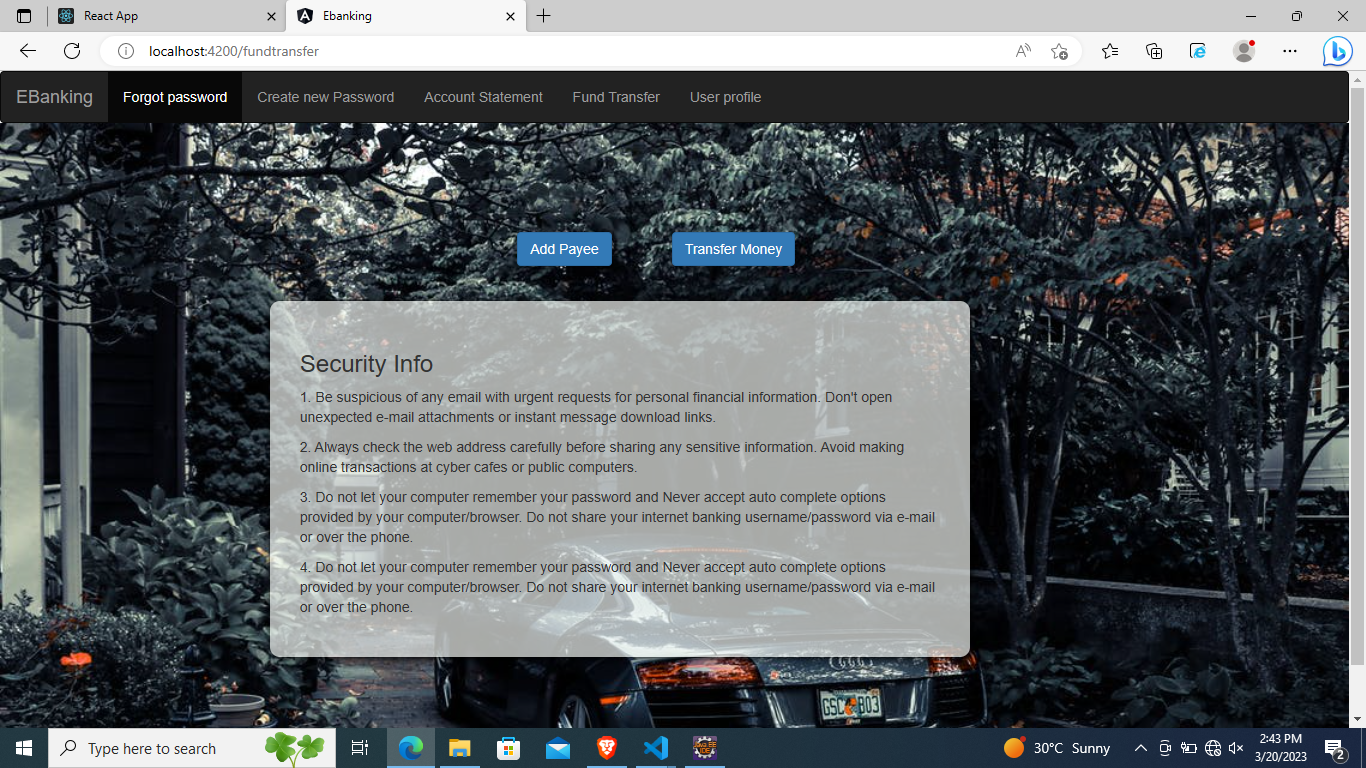 React App
Ebanking
localhost:4200/fundtransfer
EBanking
Forgot password
Create new Password
Account Statement
Fund Transfer
User profile
Add Payee
Transfer Money
Security Info
1. Be suspicious of any email with urgent requests for personal financial information. Don't open
unexpected e-mail attachments or instant message download links.
2. Always check the web address carefully before sharing any sensitive information. Avoid making
online transactions at cyber cafes or public computers.
3. Do not let your computer remember your password and Never accept auto complete options
provided by your computer/browser. Do not share your internet banking username/password via e-mail
or over the phone.
4. Do not let your computer remember your password and Never accept auto complete options
provided by your computer/browser. Do not share your internet banking username/password via e-mail
or over the phone.
Type here to search
30°C Sunny
2:43 PM
3/20/2023
2